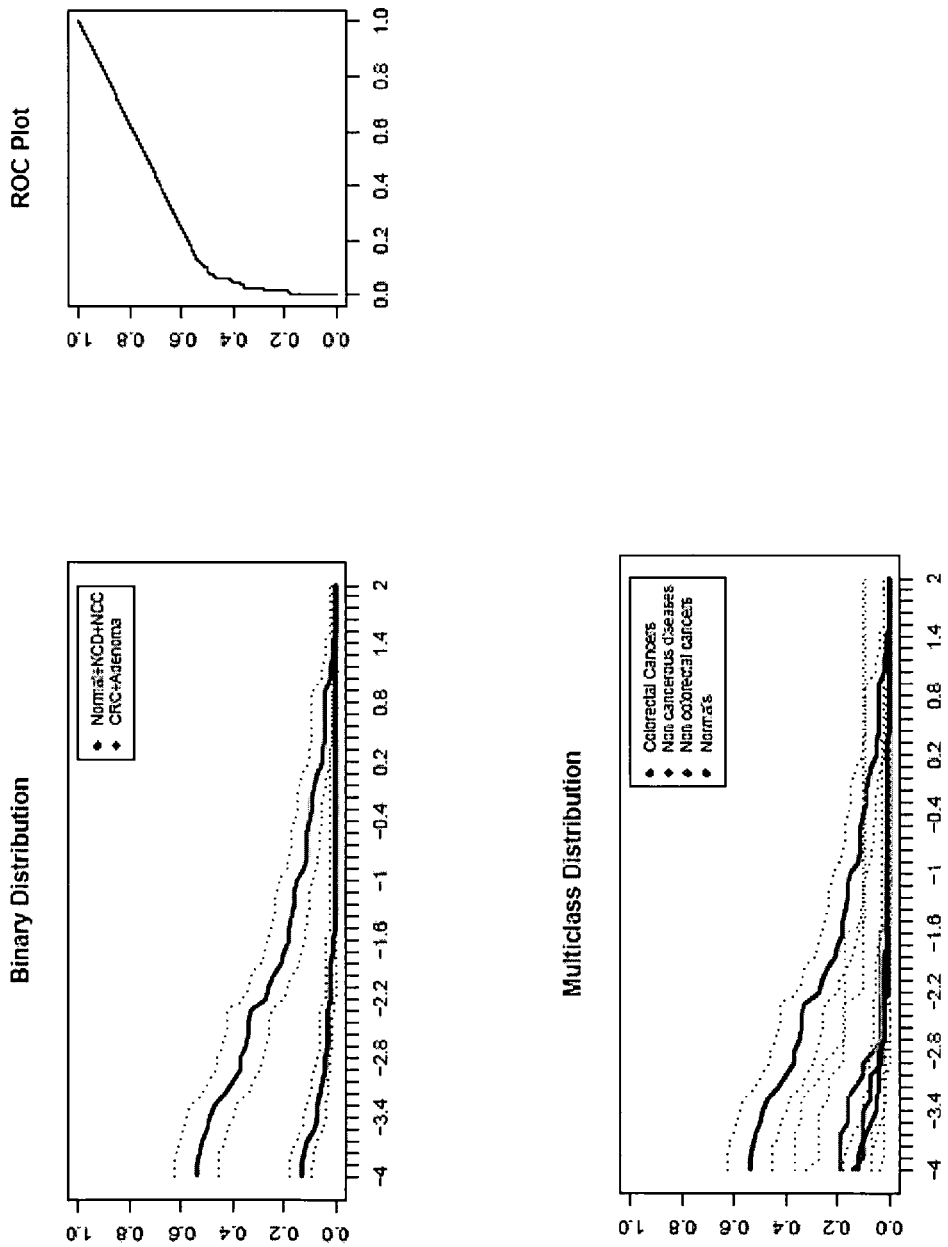 Binary Distribution
Normals+NCD+NCC
CRC+Adenoma
1.0
0.8
0.6
0.4
0.2
0.0
-4 -3.4 -2.8 -2.2 -1.6 -1 -0.4 0.2 0.8 1.4 2
ROC Plot
1.0
0.8
0.6
0.4
0.2
0.0
0.0 0.2 0.4 0.6 0.8 1.0
Multiclass Distribution
Colorectal Cancers
Non cancerous diseases
Non colorectal cancers
Normals
1.0
0.8
0.6
0.4
0.2
0.0
-4 -3.4 -2.8 -2.2 -1.6 -1 -0.4 0.2 0.8 1.4 2